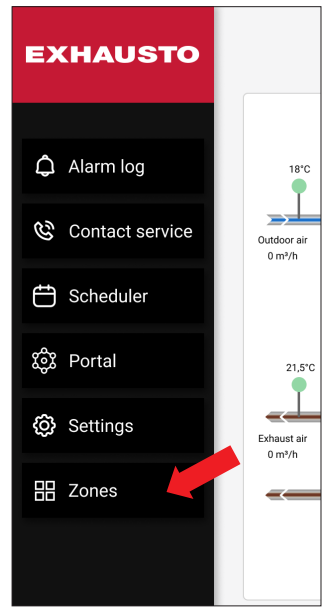 EXHAUSTO
Alarm log
Contact service
Scheduler
Portal
Settings
Zones
18°C
Outdoor air
0 m³/h
21,5°C
Exhaust air
0 m³/h